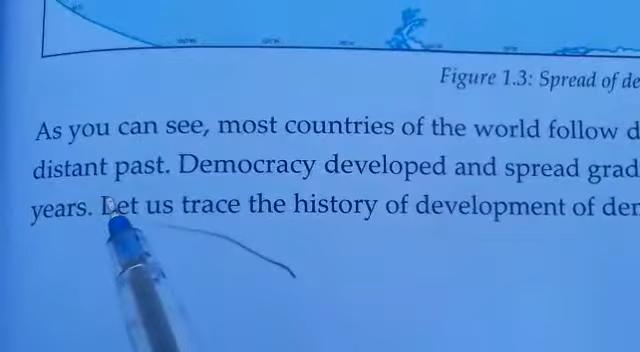 Figure 1.3: Spread of de
As you can see, most countries of the world follow d
distant past. Democracy developed and spread grad
years. Let us trace the history of development of der